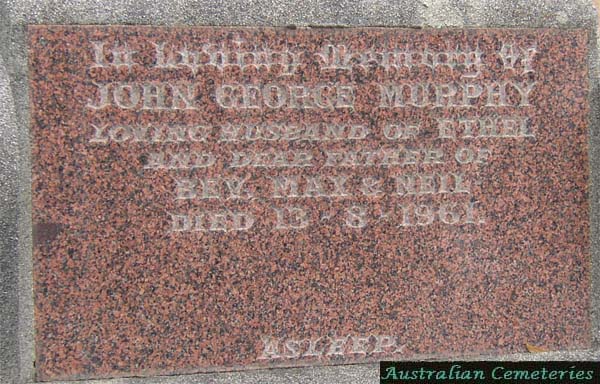 In Loving Memory Of
JOHN GEORGE MURPHY
LOVING HUSBAND OF ETHEL
AND DEAR FATHER OF
BEV, MAX & NEIL
DIED 13-8-1961.
ASLEEP.
Australian Cemeteries